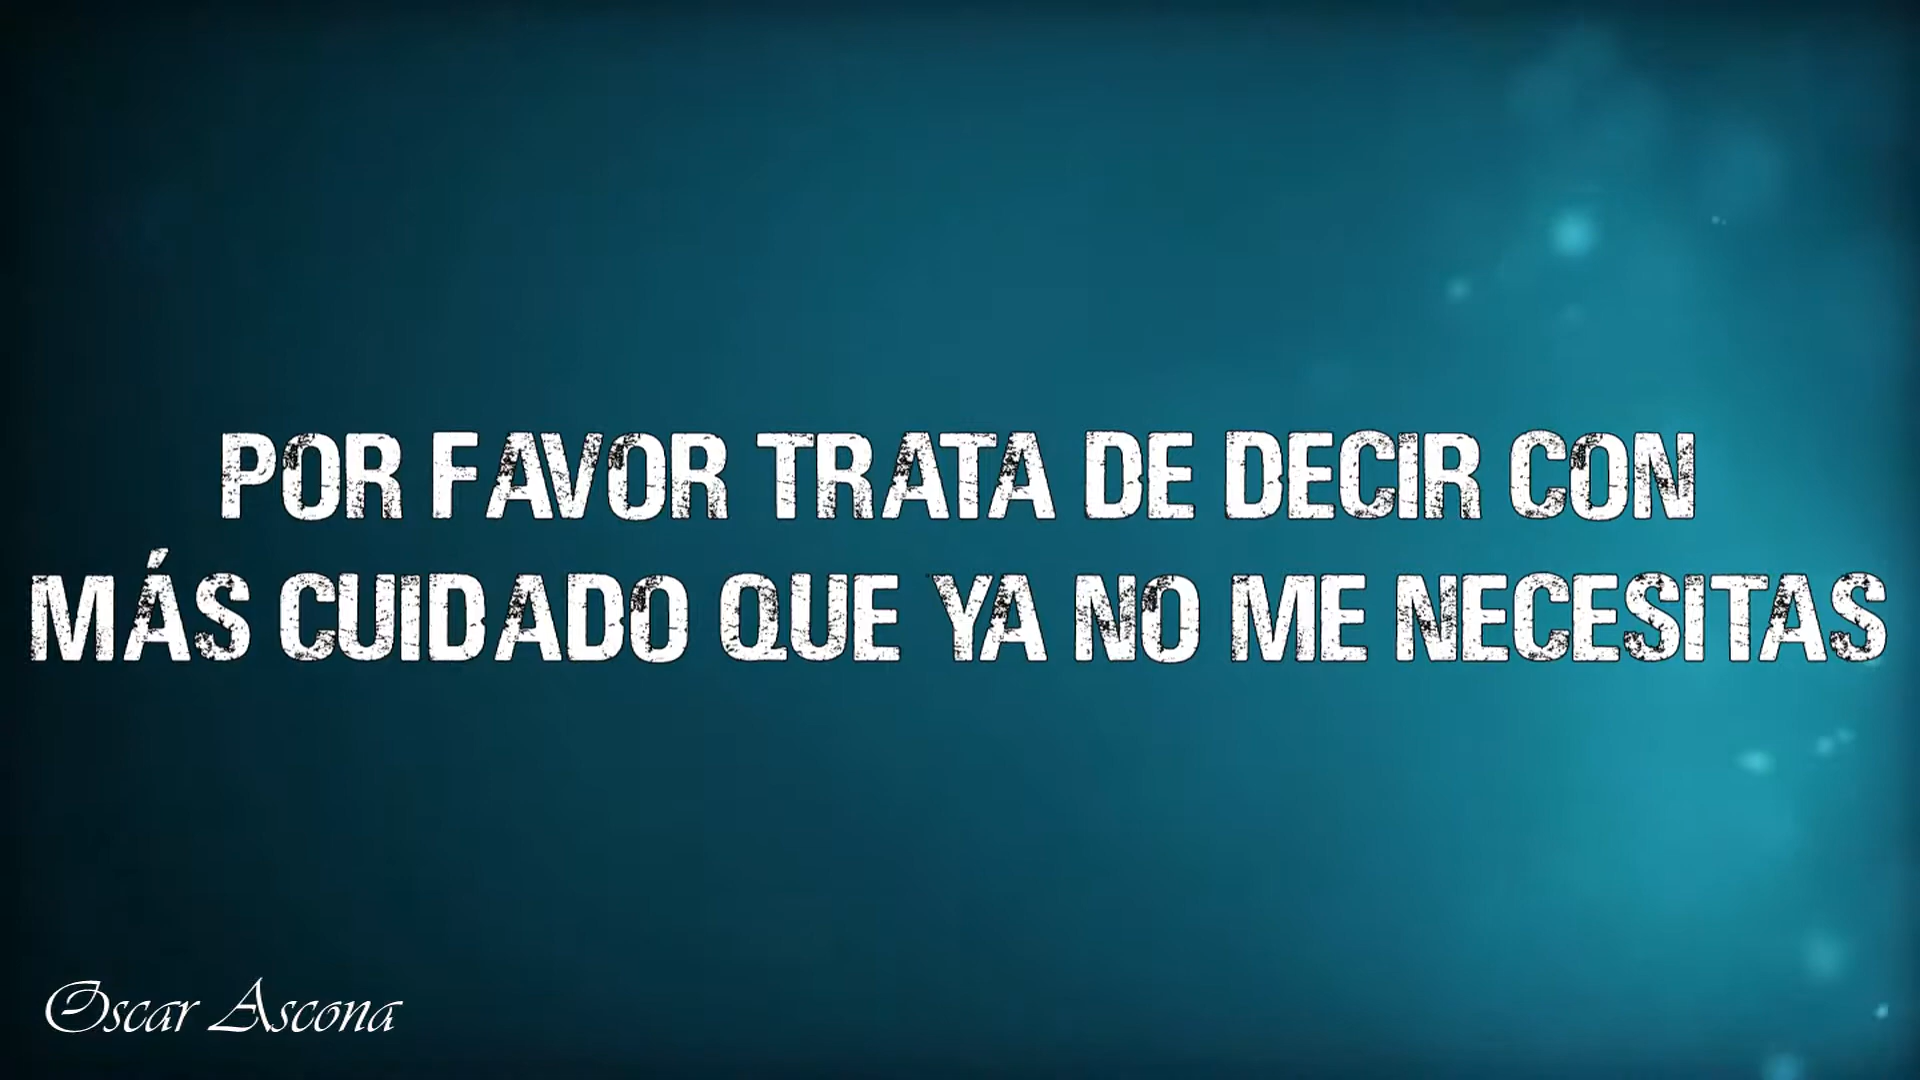 POR FAVOR TRATA DE DECIR CON
MÁS CUIDADO QUE YA NO ME NECESITAS
Oscar Ascona